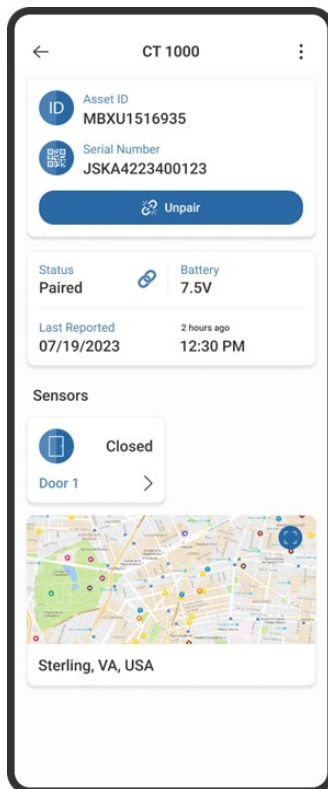 CT 1000
ID
Asset ID
MBXU1516935
Serial Number
JSKA4223400123
Unpair
Status
Paired
Battery
7.5V
Last Reported
07/19/2023
2 hours ago
12:30 PM
Sensors
Closed
Door 1
Sterling, VA, USA